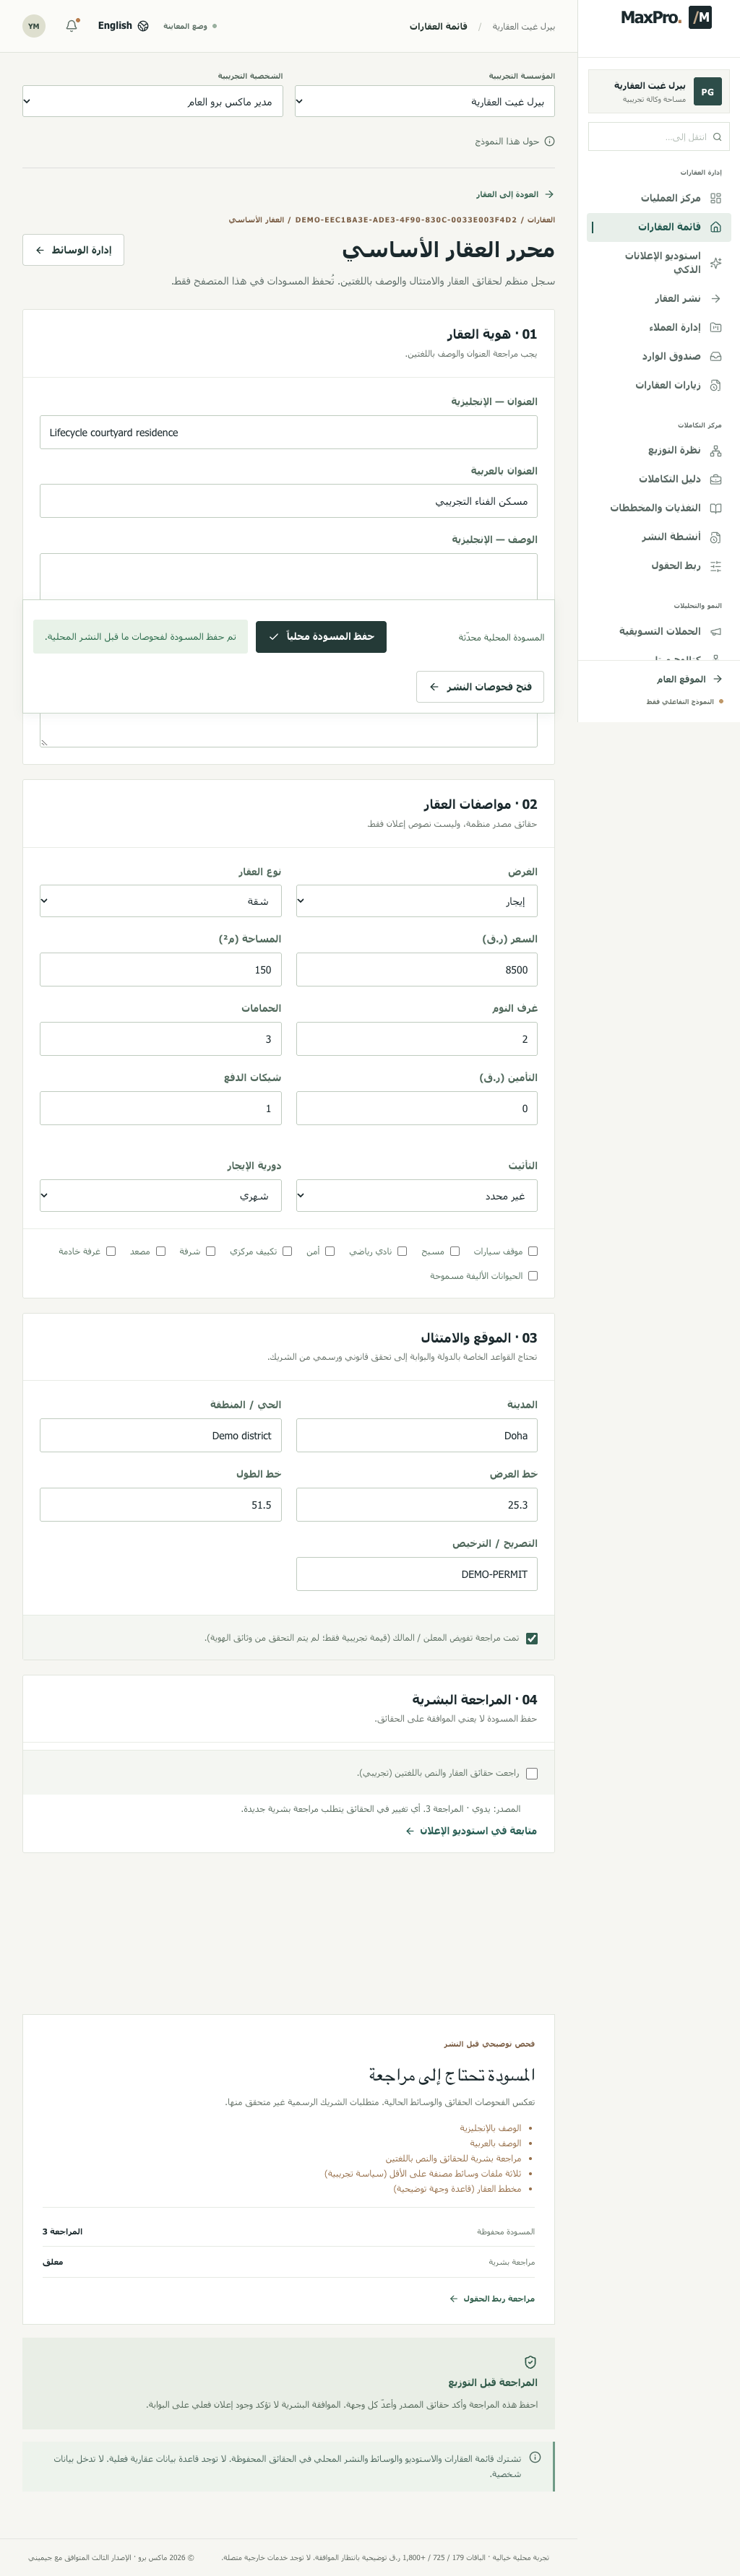 MaxPro.
/M
PG
بيرل غيت العقارية
مساحة وكالة تجريبية
انتقل إلى...
إدارة العقارات
مركز العمليات
قائمة العقارات
استوديو الإعلانات
الذكي
نشر العقار
إدارة العملاء
صندوق الوارد
زيارات العقارات
مركز التكاملات
نظرة التوزيع
دليل التكاملات
التغذيات والمخططات
أنشطة النشر
ربط الحقول
النمو والتحليلات
الحملات التسويقية
الموقع العام
النموذج التفاعلي فقط
بيرل غيت العقارية / قائمة العقارات
وضع المعاينة
English
YM
المؤسسة التجريبية
بيرل غيت العقارية
الشخصية التجريبية
مدير ماكس برو العام
حول هذا النموذج
العودة إلى العقار
العقارات / DEMO-EEC1BA3E-ADE3-4F90-830C-0033E003F4D2 / العقار الأساسي
محرر العقار الأساسي
إدارة الوسائط
سجل منظم لحقائق العقار والامتثال والوصف باللغتين. تُحفظ المسودات في هذا المتصفح فقط.
01 · هوية العقار
يجب مراجعة العنوان والوصف باللغتين.
العنوان — الإنجليزية
Lifecycle courtyard residence
العنوان بالعربية
مسكن الفناء التجريبي
الوصف — الإنجليزية
المسودة المحلية محدّثة
حفظ المسودة محلياً
تم حفظ المسودة لفحوصات ما قبل النشر المحلية.
فتح فحوصات النشر
02 · مواصفات العقار
حقائق مصدر منظمة، وليست نصوص إعلان فقط.
الغرض
إيجار
نوع العقار
شقة
السعر (ر.ق)
8500
المساحة (م²)
150
غرف النوم
2
الحمامات
3
التأمين (ر.ق)
0
شيكات الدفع
1
التأثيث
غير محدد
دورية الإيجار
شهري
موقف سيارات
مسبح
نادي رياضي
أمن
تكييف مركزي
شرفة
مصعد
غرفة خادمة
الحيوانات الأليفة مسموحة
03 · الموقع والامتثال
تحتاج القواعد الخاصة بالدولة والبوابة إلى تحقق قانوني ورسمي من الشريك.
المدينة
Doha
الحي / المنطقة
Demo district
خط العرض
25.3
خط الطول
51.5
التصريح / الترخيص
DEMO-PERMIT
تمت مراجعة تفويض المعلن / المالك (قيمة تجريبية فقط؛ لم يتم التحقق من وثائق الهوية).
04 · المراجعة البشرية
حفظ المسودة لا يعني الموافقة على الحقائق.
راجعت حقائق العقار والنص باللغتين (تجريبي).
المصدر: يدوي · المراجعة 3. أي تغيير في الحقائق يتطلب مراجعة بشرية جديدة.
متابعة في استوديو الإعلان
فحص توضيحي قبل النشر
المسودة تحتاج إلى مراجعة
تعكس الفحوصات الحقائق والوسائط الحالية. متطلبات الشريك الرسمية غير متحقق منها.
الوصف بالإنجليزية
الوصف بالعربية
مراجعة بشرية للحقائق والنص باللغتين
ثلاثة ملفات وسائط مصنفة على الأقل (سياسة تجريبية)
مخطط العقار (قاعدة وجهة توضيحية)
المسودة محفوظة
المراجعة 3
مراجعة بشرية
معلق
مراجعة ربط الحقول
المراجعة قبل التوزيع
احفظ هذه المراجعة وأكد حقائق المصدر وأعدّ كل وجهة. الموافقة البشرية لا تؤكد وجود إعلان فعلي على البوابة.
تشترك قائمة العقارات والاستوديو والوسائط والنشر المحلي في الحقائق المحفوظة. لا توجد قاعدة بيانات عقارية فعلية. لا تدخل بيانات
شخصية.
تجربة محلية خيالية · الباقات 179 / 725 / +1,800 ر.ق توضيحية بانتظار الموافقة. لا توجد خدمات خارجية متصلة.
© 2026 ماكس برو · الإصدار الثالث المتوافق مع جيميني